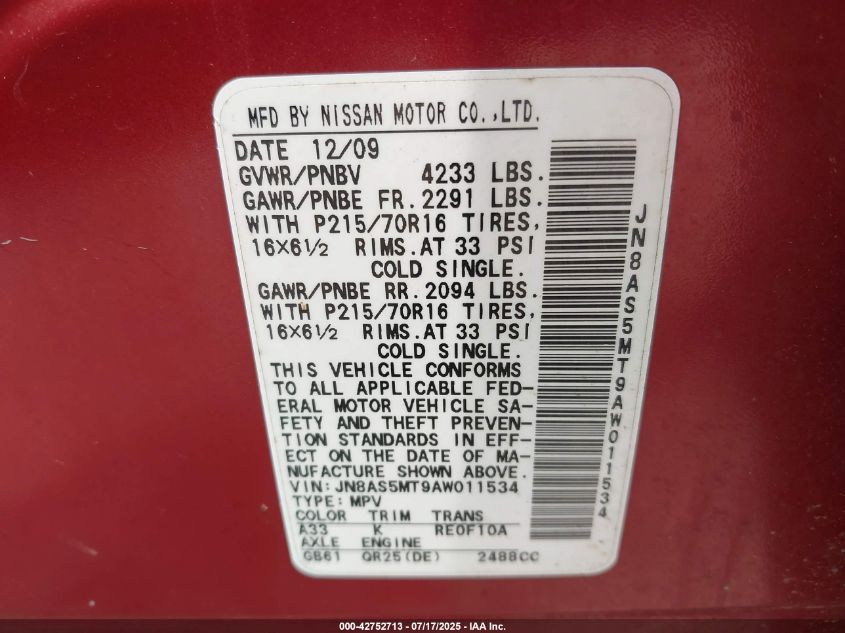 MFD BY NISSAN MOTOR CO.,LTD.
DATE 12/09
GVWR/PNBV 4233 LBS.
GAWR/PNBE FR.2291 LBS.
WITH P215/70R16 TIRES,
16X6½ RIMS.AT 33 PSI
COLD SINGLE.
GAWR/PNBE RR.2094 LBS.
WITH P215/70R16 TIRES,
16X6½ RIMS.AT 33 PSI
COLD SINGLE.
THIS VEHICLE CONFORMS
TO ALL APPLICABLE FED-
ERAL MOTOR VEHICLE SA-
FETY AND THEFT PREVEN-
TION STANDARDS IN EFF-
ECT ON THE DATE OF MA-
NUFACTURE SHOWN ABOVE.
VIN:JN8AS5MT9AW011534
TYPE:MPV
COLOR TRIM TRANS
A33 K RE0F10A
AXLE ENGINE
GB61 QR25(DE) 2488CC
JN8AS5MT9AW011534
000-42752713 - 07/17/2025 - IAA Inc.